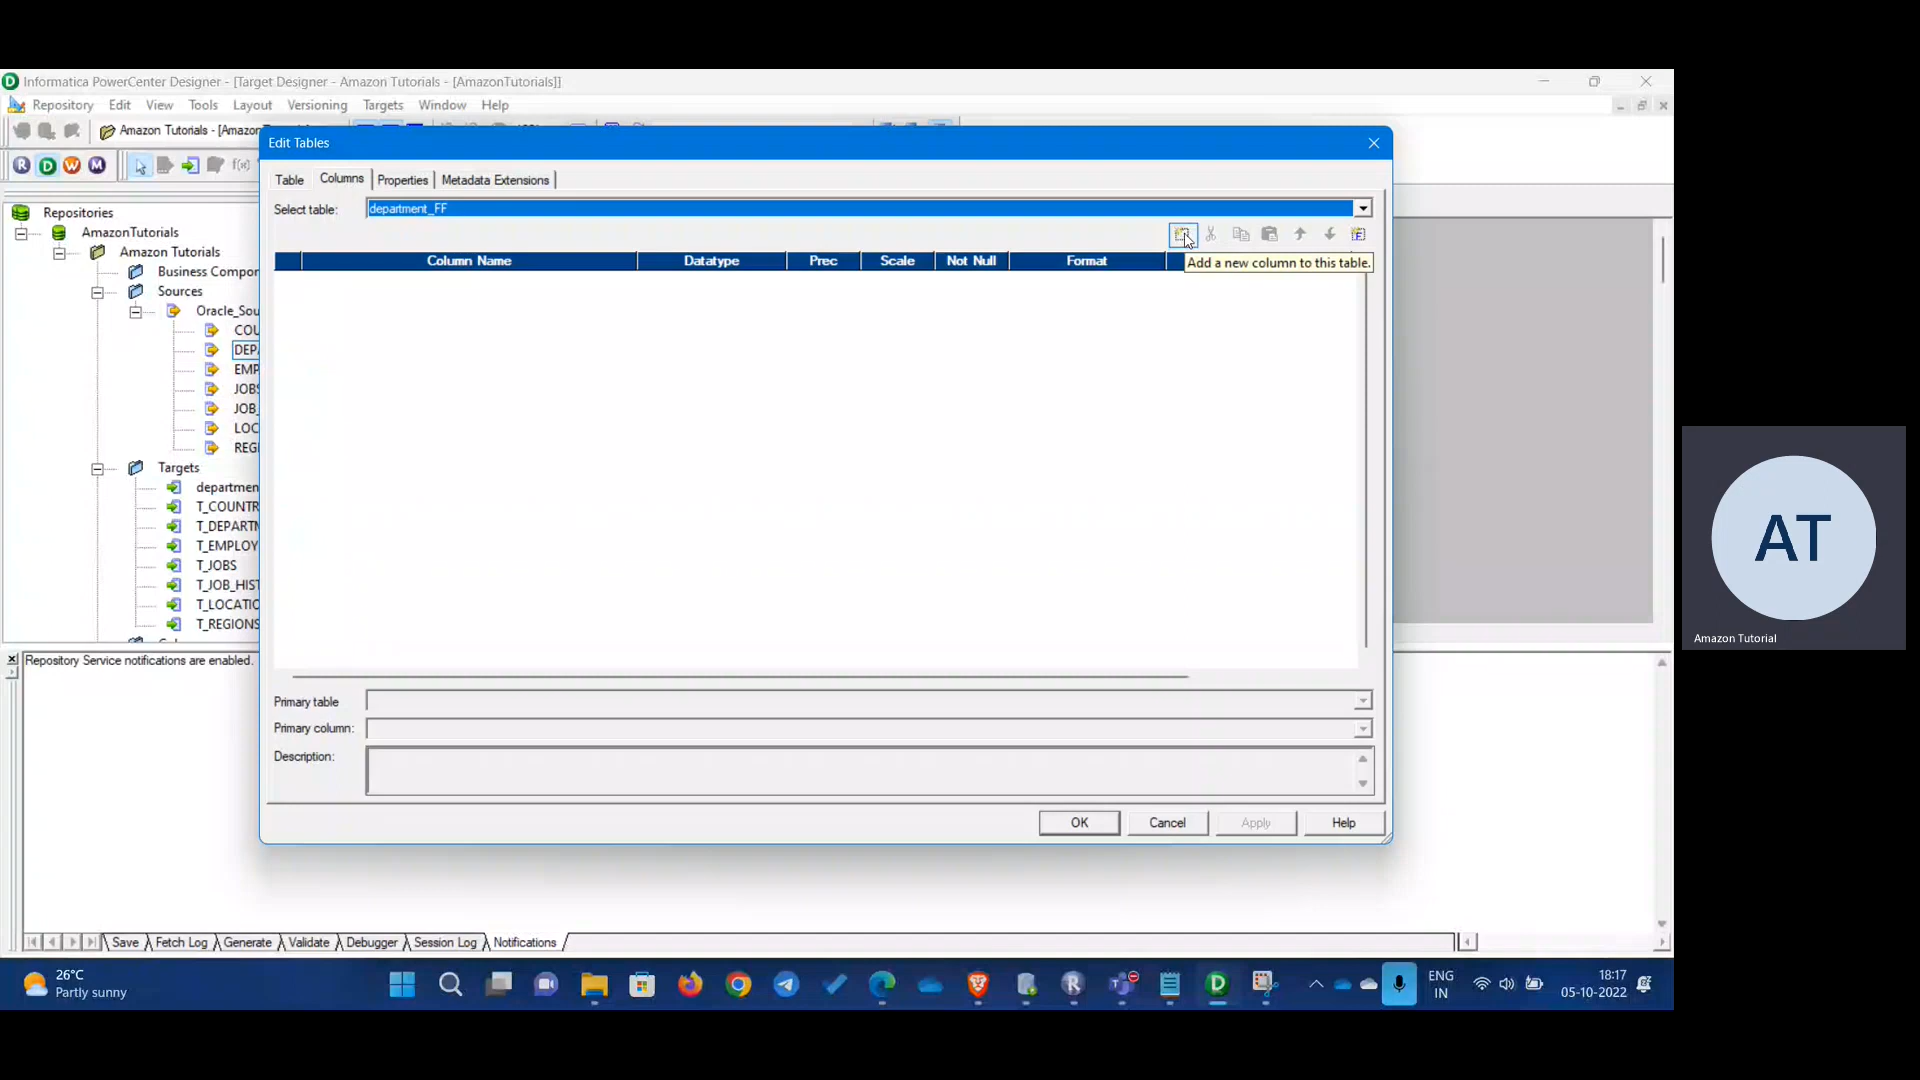 Informatica PowerCenter Designer - [Target Designer - Amazon Tutorials - [AmazonTutorials]]
Repository Edit View Tools Layout Versioning Targets Window Help
Amazon Tutorials - [Amazon
Edit Tables
Table Columns Properties Metadata Extensions
Select table: department_FF
Column Name Datatype Prec Scale Not Null Format
Add a new column to this table.
Repositories
AmazonTutorials
Amazon Tutorials
Business Compo
Sources
Oracle_Sou
COU
DEP
EMP
JOBS
JOB_
LOC
REGI
Targets
departmen
T_COUNTR
T_DEPARTM
T_EMPLOY
T_JOBS
T_JOB_HIST
T_LOCATIO
T_REGIONS
Primary table
Primary column:
Description:
OK Cancel Apply Help
Repository Service notifications are enabled.
Save Fetch Log Generate Validate Debugger Session Log Notifications
AT
Amazon Tutorial
26°C
Partly sunny
ENG
IN
18:17
05-10-2022